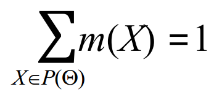 ∑m(X) = 1
X∈P(Θ)